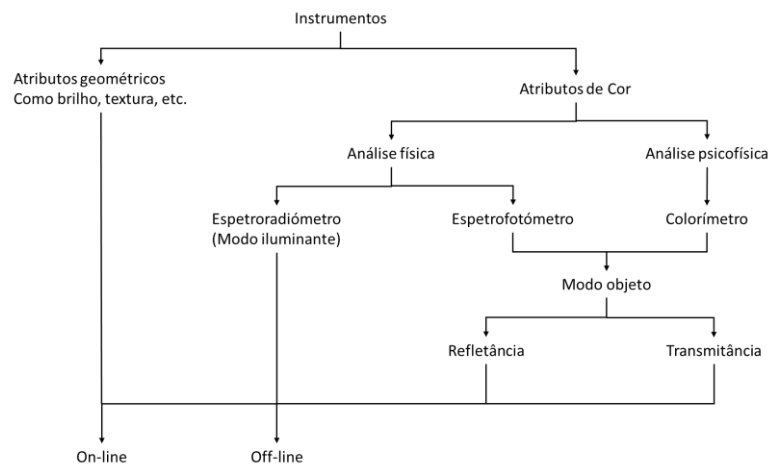 Instrumentos
Atributos geométricos
Como brilho, textura, etc.
Atributos de Cor
Análise física
Análise psicofísica
Espetroradiómetro
(Modo iluminante)
Espetrofotómetro
Colorímetro
Modo objeto
Refletância
Transmitância
On-line
Off-line